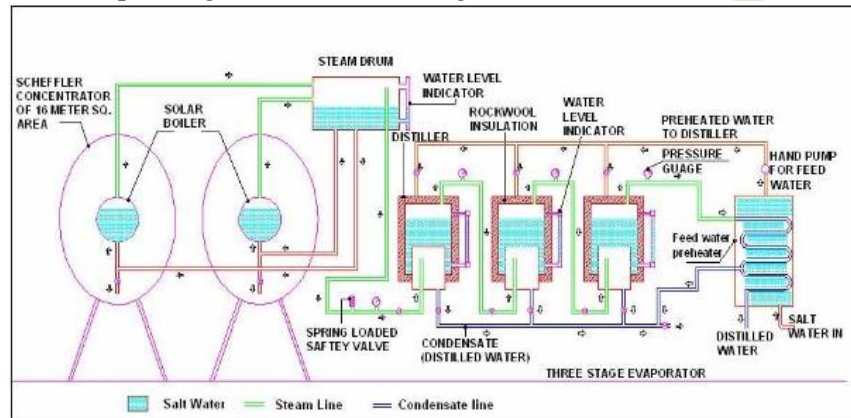 STEAM DRUM
SCHEFFLER
CONCENTRATOR
OF 16 METER SQ.
AREA
SOLAR
BOILER
WATER LEVEL
INDICATOR
DISTILLER
ROCKWOOL
INSULATION
WATER
LEVEL
INDICATOR
PREHEATED WATER
TO DISTILLER
PRESSURE
GUAGE
HAND PUMP
FOR FEED
WATER
Feed water
preheater
SPRING LOADED
SAFTEY VALVE
CONDENSATE
(DISTILLED WATER)
DISTILLED
WATER
SALT
WATER IN
THREE STAGE EVAPORATOR
Salt Water
Steam Line
Condensate line